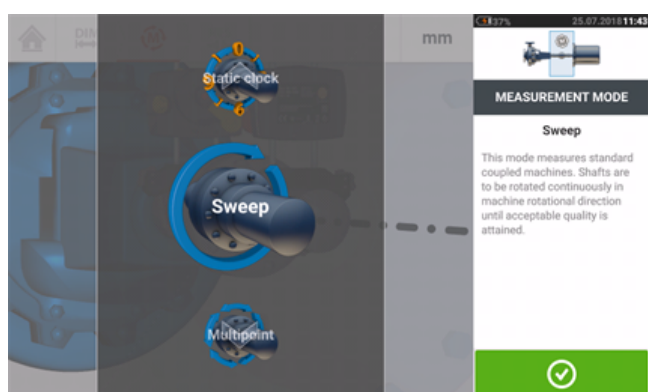 37% 25.07.2018 11:43
mm
Static clock
Sweep
Multipoint
MEASUREMENT MODE
Sweep
This mode measures standard
coupled machines. Shafts are
to be rotated continuously in
machine rotational direction
until acceptable quality is
attained.